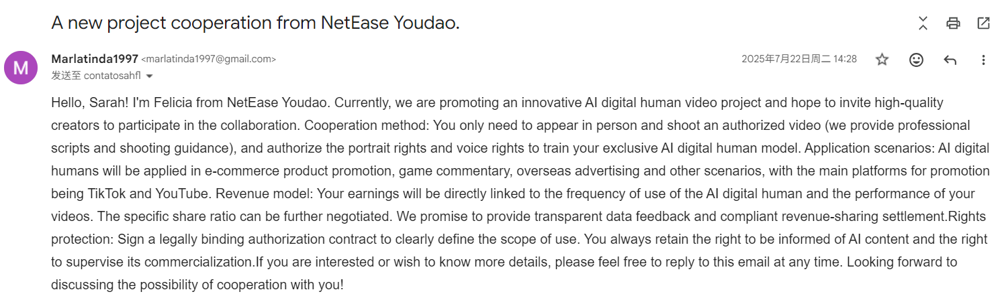 A new project cooperation from NetEase Youdao.
M
Marlatinda1997 <marlatinda1997@gmail.com>
2025年7月22日周二 14:28
发送至 contatosahfl
Hello, Sarah! I'm Felicia from NetEase Youdao. Currently, we are promoting an innovative AI digital human video project and hope to invite high-quality
creators to participate in the collaboration. Cooperation method: You only need to appear in person and shoot an authorized video (we provide professional
scripts and shooting guidance), and authorize the portrait rights and voice rights to train your exclusive AI digital human model. Application scenarios: AI digital
humans will be applied in e-commerce product promotion, game commentary, overseas advertising and other scenarios, with the main platforms for promotion
being TikTok and YouTube. Revenue model: Your earnings will be directly linked to the frequency of use of the AI digital human and the performance of your
videos. The specific share ratio can be further negotiated. We promise to provide transparent data feedback and compliant revenue-sharing settlement.Rights
protection: Sign a legally binding authorization contract to clearly define the scope of use. You always retain the right to be informed of AI content and the right
to supervise its commercialization.If you are interested or wish to know more details, please feel free to reply to this email at any time. Looking forward to
discussing the possibility of cooperation with you!